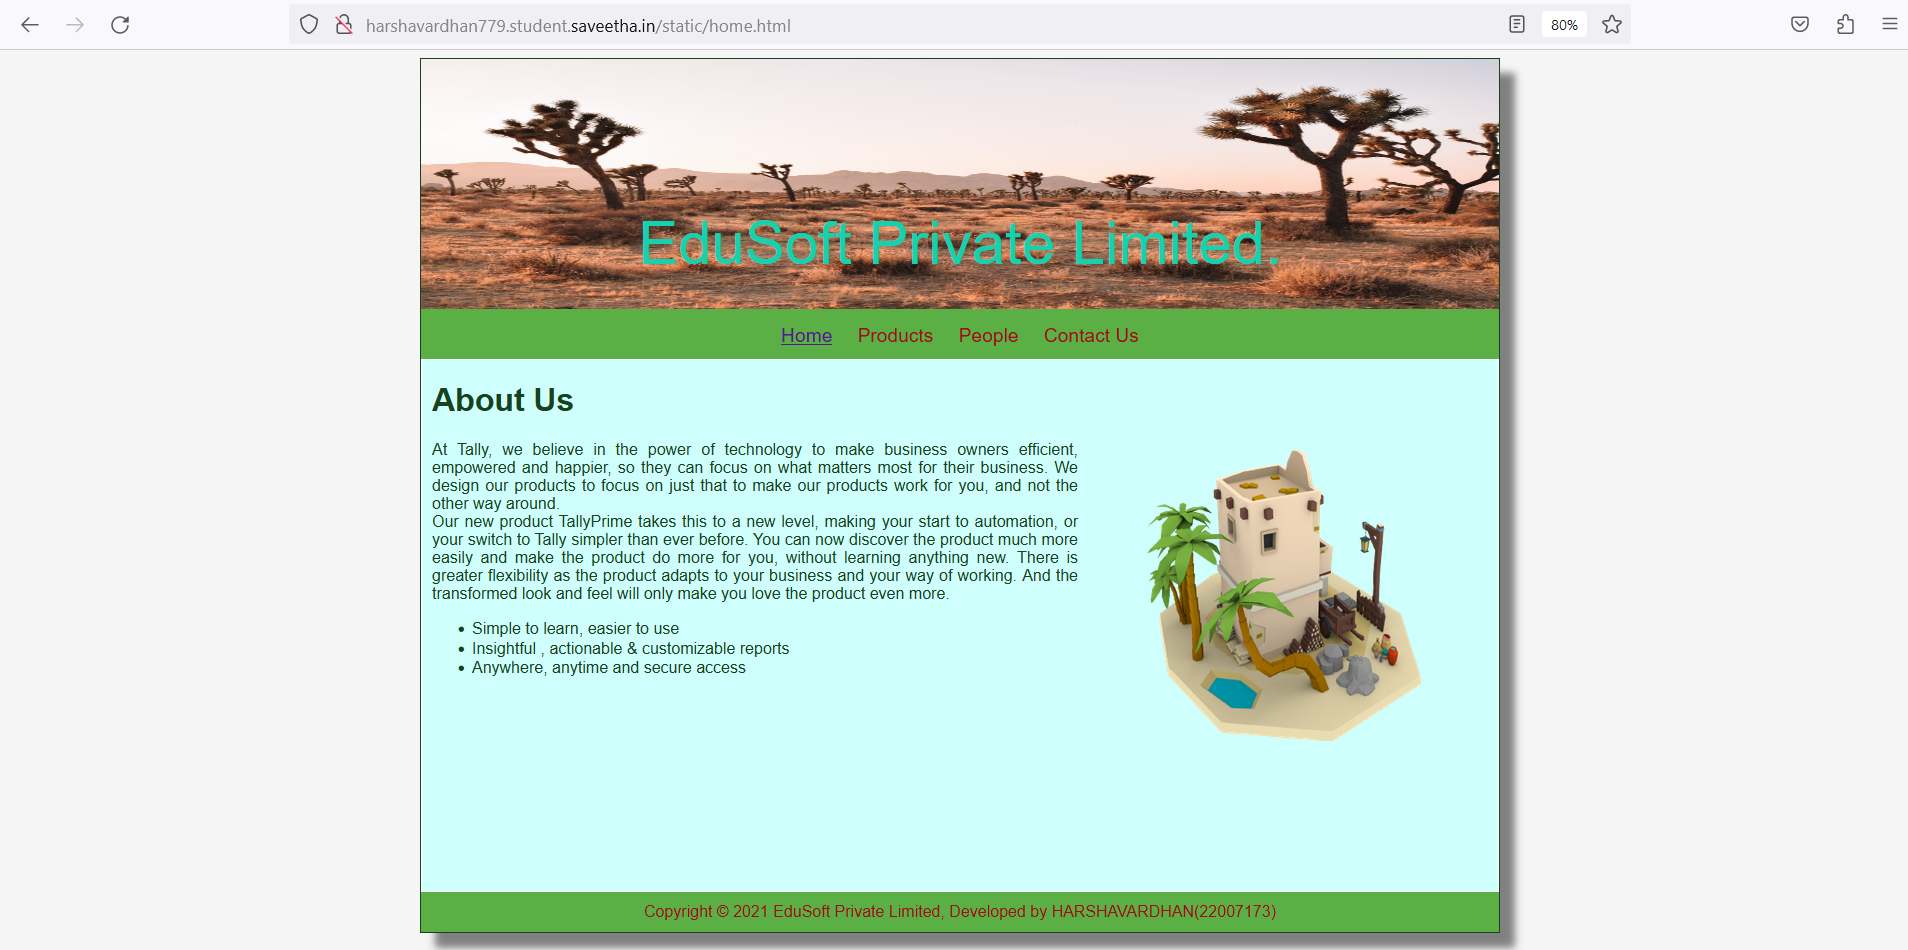 harshavardhan779.student.saveetha.in/static/home.html
80%
EduSoft Private Limited.
Home Products People Contact Us
About Us
At Tally, we believe in the power of technology to make business owners efficient,
empowered and happier, so they can focus on what matters most for their business. We
design our products to focus on just that to make our products work for you, and not the
other way around.
Our new product TallyPrime takes this to a new level, making your start to automation, or
your switch to Tally simpler than ever before. You can now discover the product much more
easily and make the product do more for you, without learning anything new. There is
greater flexibility as the product adapts to your business and your way of working. And the
transformed look and feel will only make you love the product even more.
• Simple to learn, easier to use
• Insightful , actionable & customizable reports
• Anywhere, anytime and secure access
Copyright © 2021 EduSoft Private Limited, Developed by HARSHAVARDHAN(22007173)